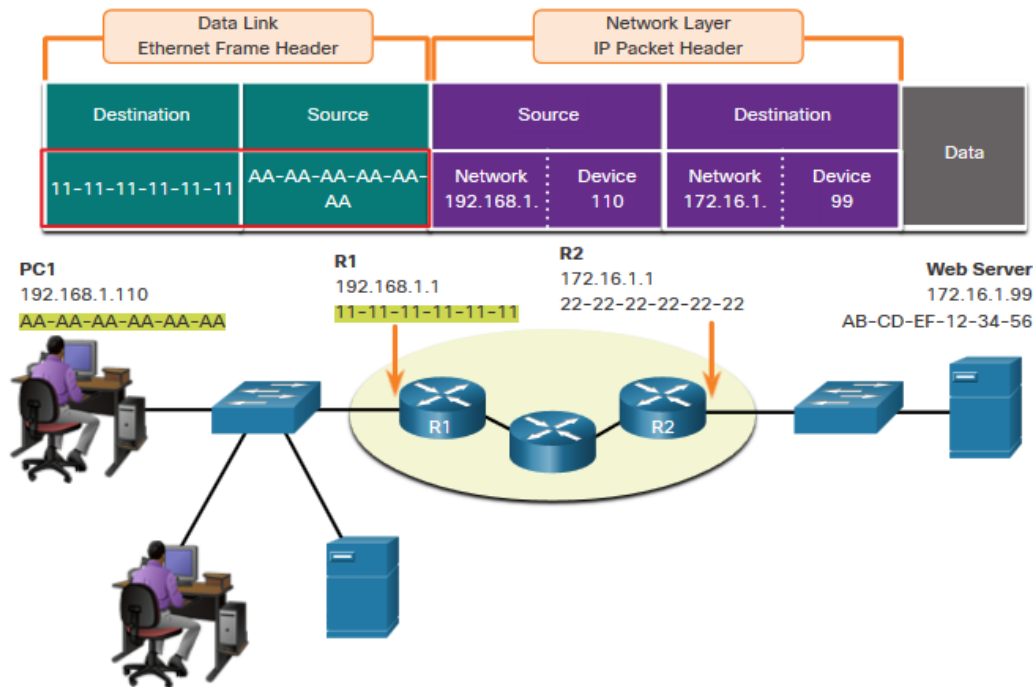 Data Link
Ethernet Frame Header
Network Layer
IP Packet Header
Destination
Source
Source
Destination
Data
11-11-11-11-11-11
AA-AA-AA-AA-AA-
AA
Network
192.168.1.
Device
110
Network
172.16.1.
Device
99
PC1
192.168.1.110
AA-AA-AA-AA-AA-AA
R1
192.168.1.1
11-11-11-11-11-11
R2
172.16.1.1
22-22-22-22-22-22
Web Server
172.16.1.99
AB-CD-EF-12-34-56
R1
R2